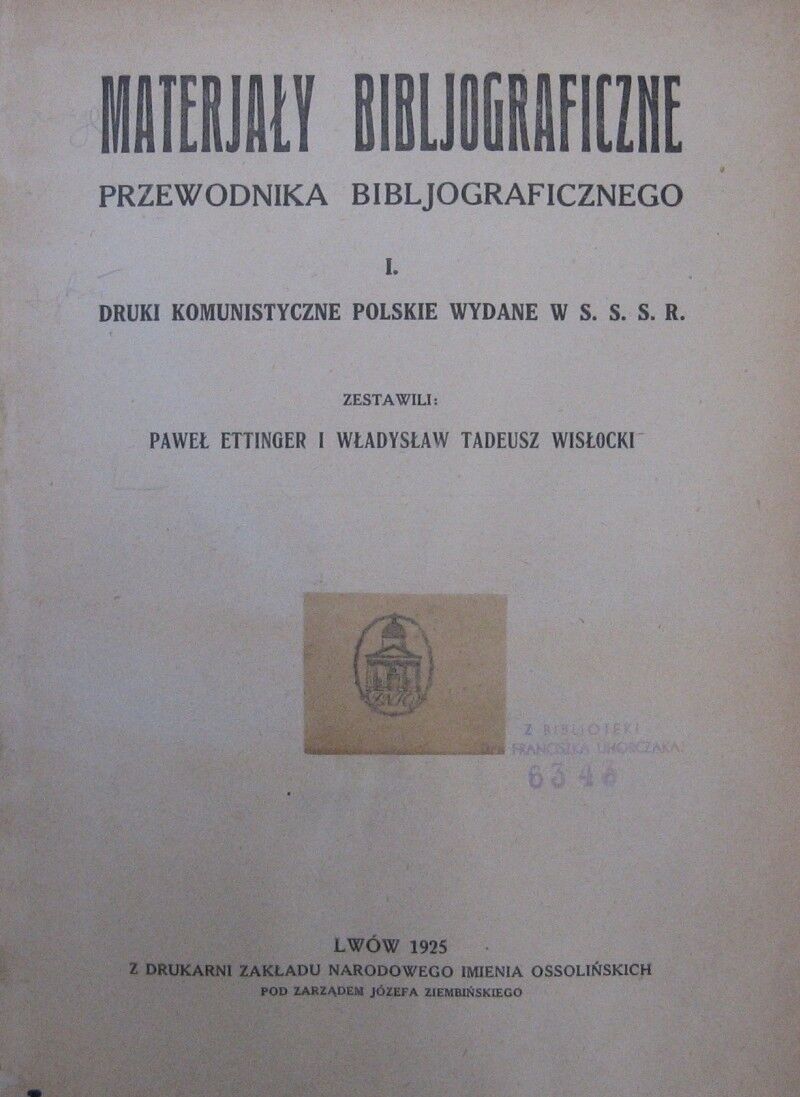 MATERJAŁY BIBLJOGRAFICZNE
PRZEWODNIKA BIBLJOGRAFICZNEGO
I.
DRUKI KOMUNISTYCZNE POLSKIE WYDANE W S. S. S. R.
ZESTAWILI:
PAWEŁ ETTINGER I WŁADYSŁAW TADEUSZ WISŁOCKI
Z BIBLJOTEKI
FRANCISZKA UHORCZAKA
6346
LWÓW 1925
Z DRUKARNI ZAKŁADU NARODOWEGO IMIENIA OSSOLIŃSKICH
POD ZARZĄDEM JÓZEFA ZIEMBIŃSKIEGO